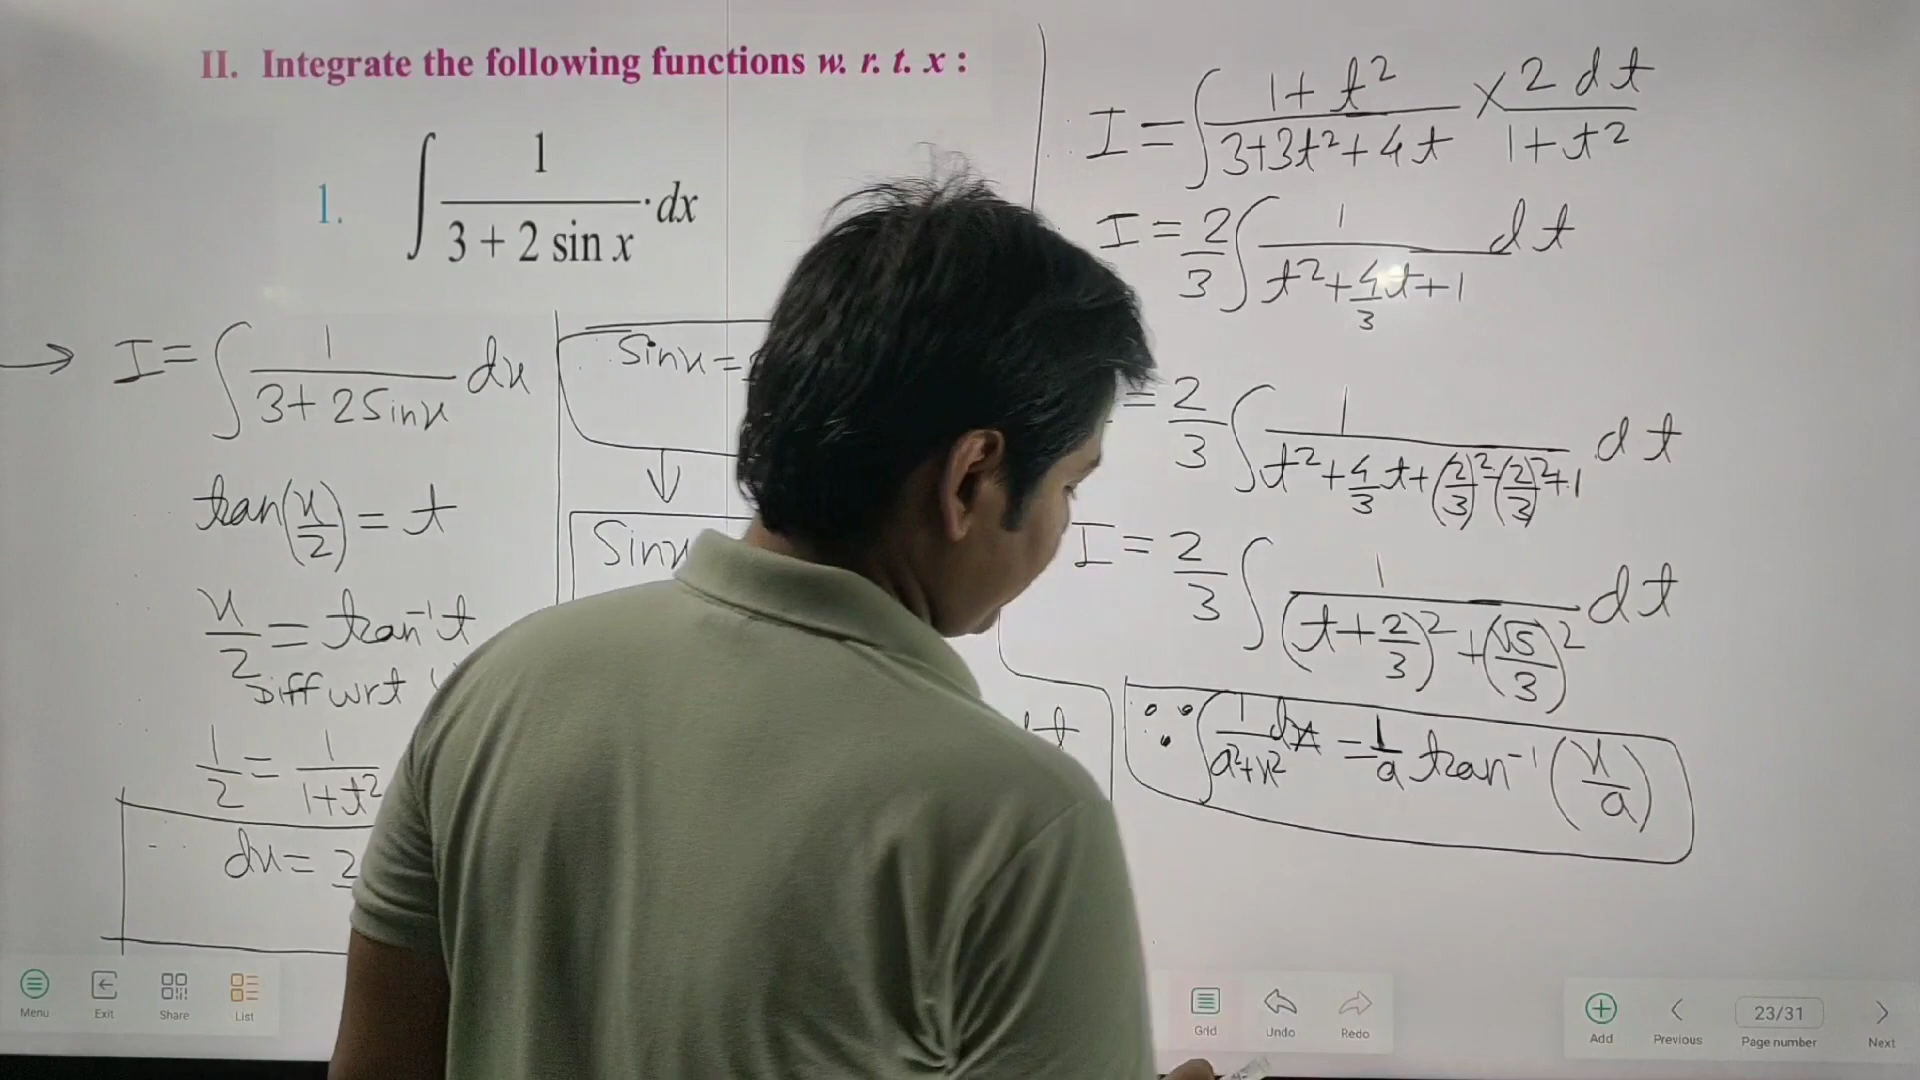 II. Integrate the following functions w. r. t. x :
1. ∫ 1/(3 + 2 sin x) · dx
→ I = ∫ 1/(3+2Sinx) dx
tan(x/2) = t
x/2 = tan⁻¹t
Diff wrt
1/2 = 1/(1+t²)
dx = 2
Sinx =
Sinx
dt
I = ∫ (1+t²)/(3+3t²+4t) × 2dt/(1+t²)
I = 2/3 ∫ 1/(t²+4/3t+1) dt
= 2/3 ∫ 1/(t²+4/3t+(2/3)²-(2/3)²+1) dt
I = 2/3 ∫ 1/((t+2/3)²+(√5/3)²) dt
∵ ∫ 1/(a²+x²) dx = 1/a tan⁻¹(x/a)
Menu
Exit
Share
List
Grid
Undo
Redo
Add
Previous
23/31
Page number
Next